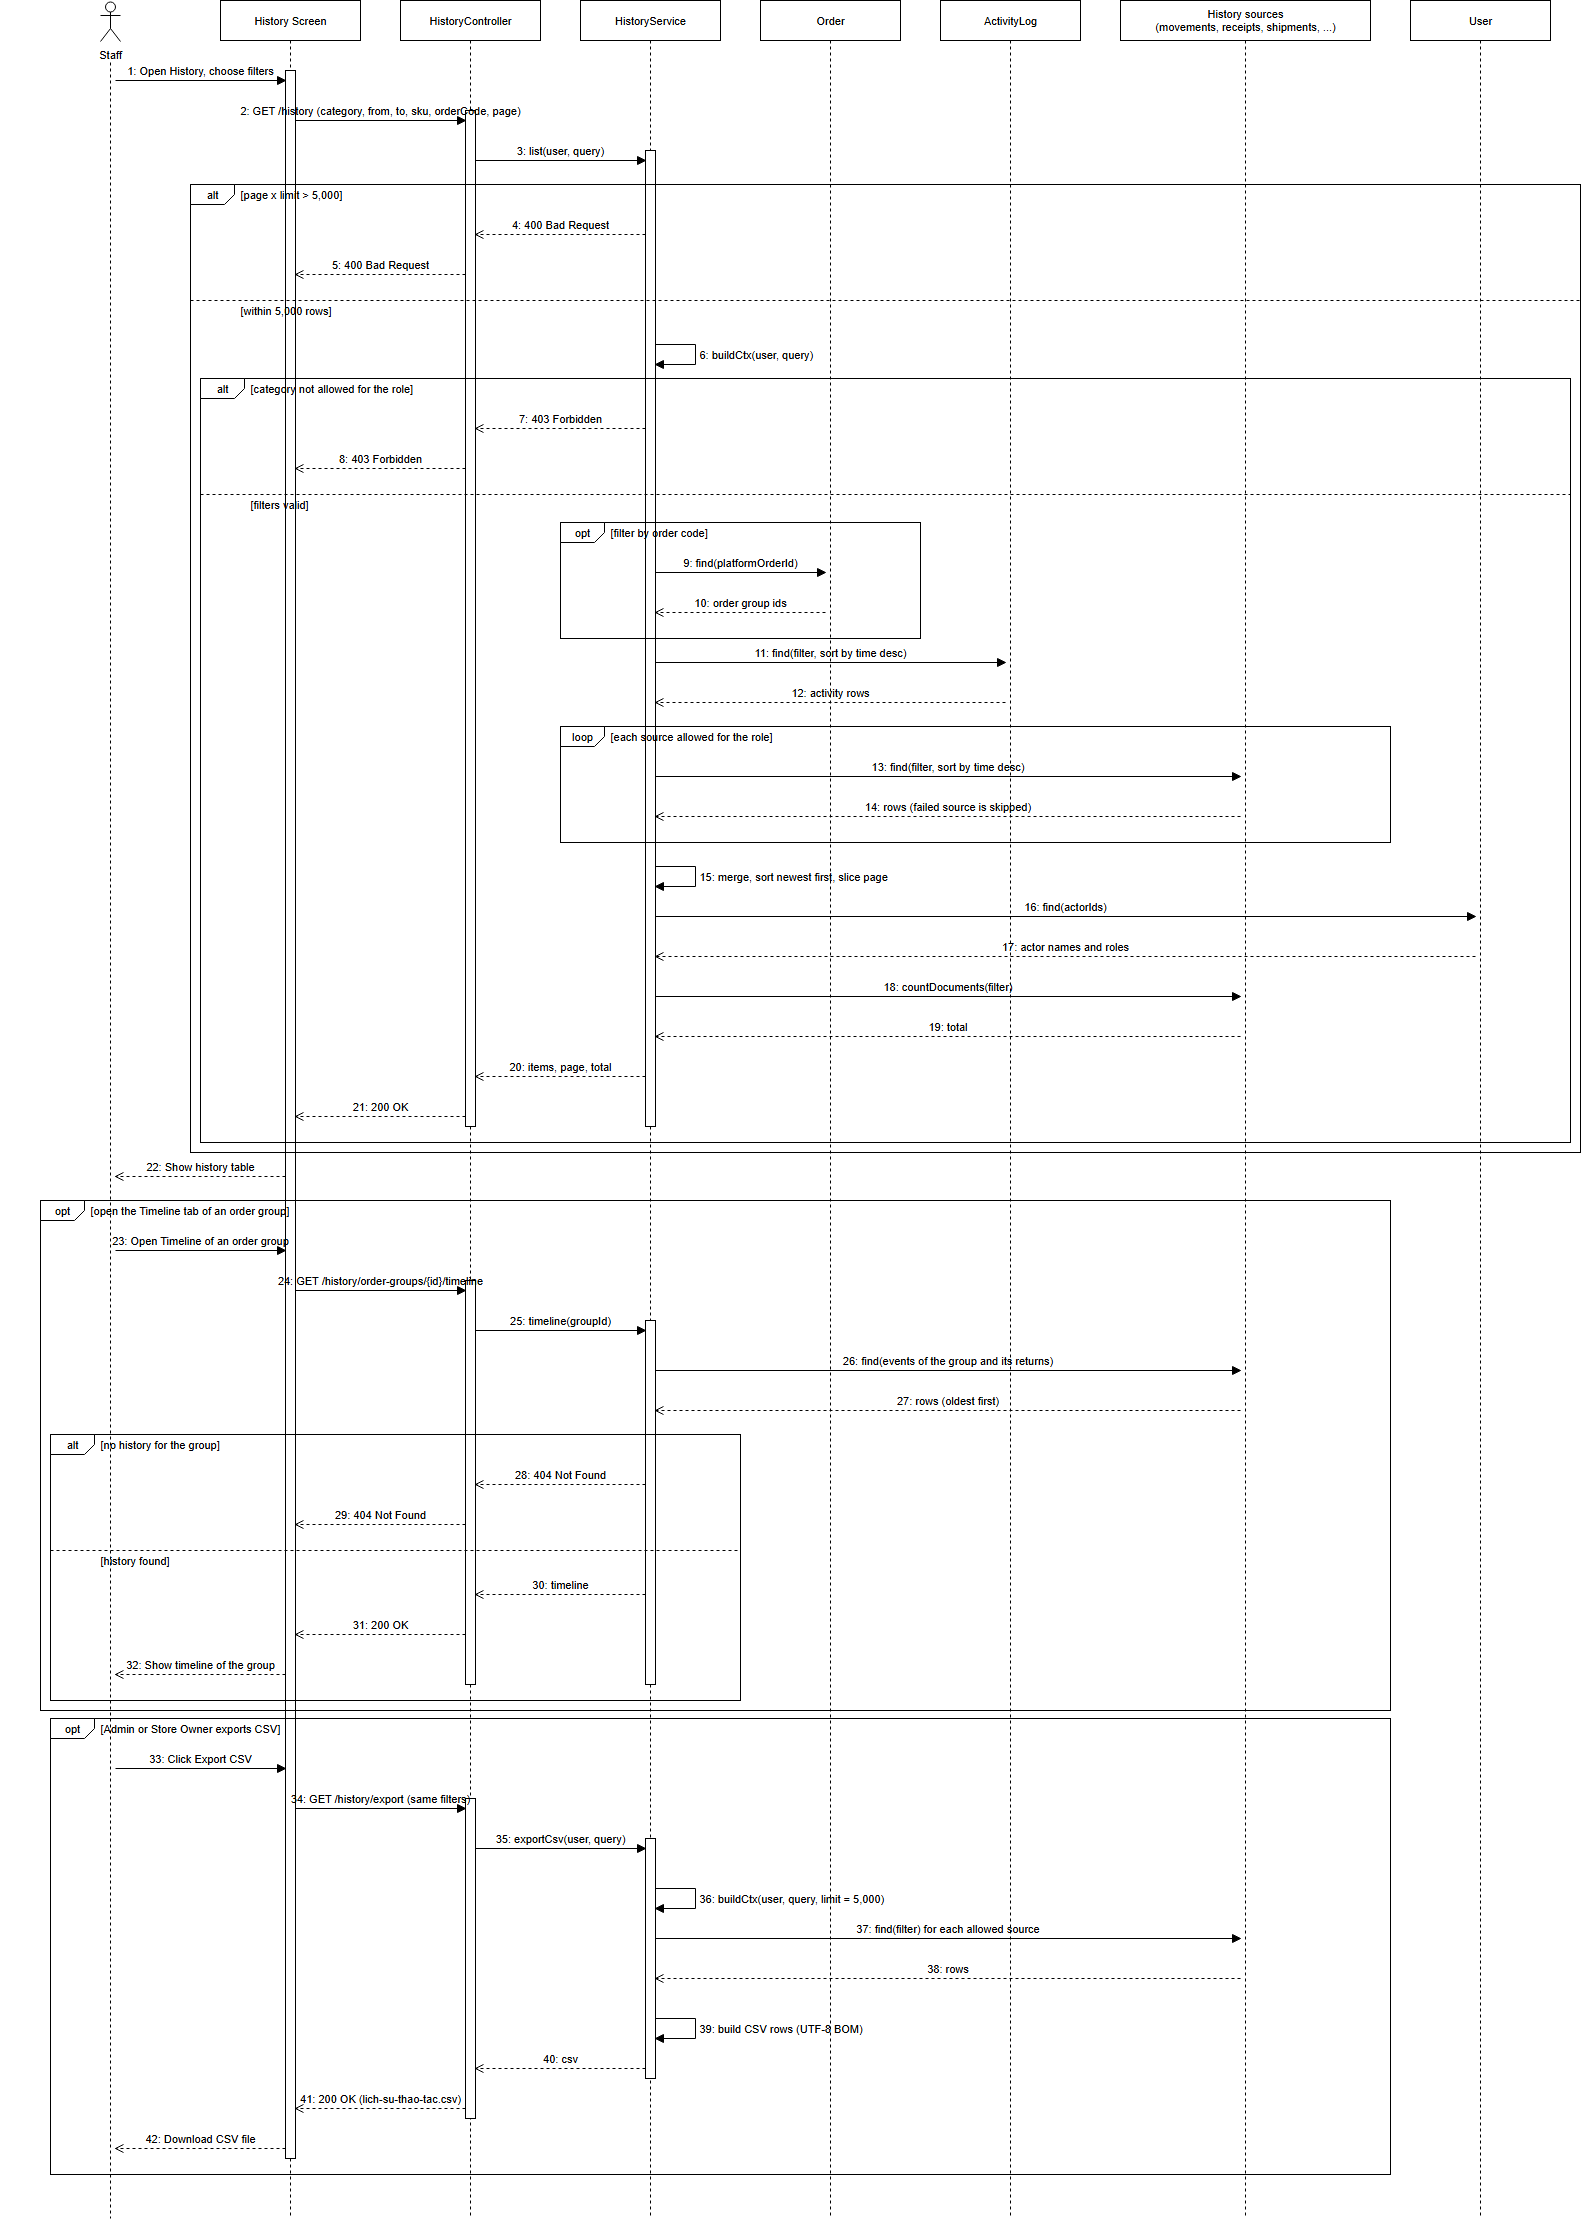 Staff
History Screen
HistoryController
HistoryService
Order
ActivityLog
History sources
(movements, receipts, shipments, ...)
User
1: Open History, choose filters
2: GET /history (category, from, to, sku, orderCode, page)
3: list(user, query)
alt
[page x limit > 5,000]
4: 400 Bad Request
5: 400 Bad Request
[within 5,000 rows]
6: buildCtx(user, query)
alt
[category not allowed for the role]
7: 403 Forbidden
8: 403 Forbidden
[filters valid]
opt
[filter by order code]
9: find(platformOrderId)
10: order group ids
11: find(filter, sort by time desc)
12: activity rows
loop
[each source allowed for the role]
13: find(filter, sort by time desc)
14: rows (failed source is skipped)
15: merge, sort newest first, slice page
16: find(actorIds)
17: actor names and roles
18: countDocuments(filter)
19: total
20: items, page, total
21: 200 OK
22: Show history table
opt
[open the Timeline tab of an order group]
23: Open Timeline of an order group
24: GET /history/order-groups/{id}/timeline
25: timeline(groupId)
26: find(events of the group and its returns)
27: rows (oldest first)
alt
[no history for the group]
28: 404 Not Found
29: 404 Not Found
[history found]
30: timeline
31: 200 OK
32: Show timeline of the group
opt
[Admin or Store Owner exports CSV]
33: Click Export CSV
34: GET /history/export (same filters)
35: exportCsv(user, query)
36: buildCtx(user, query, limit = 5,000)
37: find(filter) for each allowed source
38: rows
39: build CSV rows (UTF-8 BOM)
40: csv
41: 200 OK (lich-su-thao-tac.csv)
42: Download CSV file